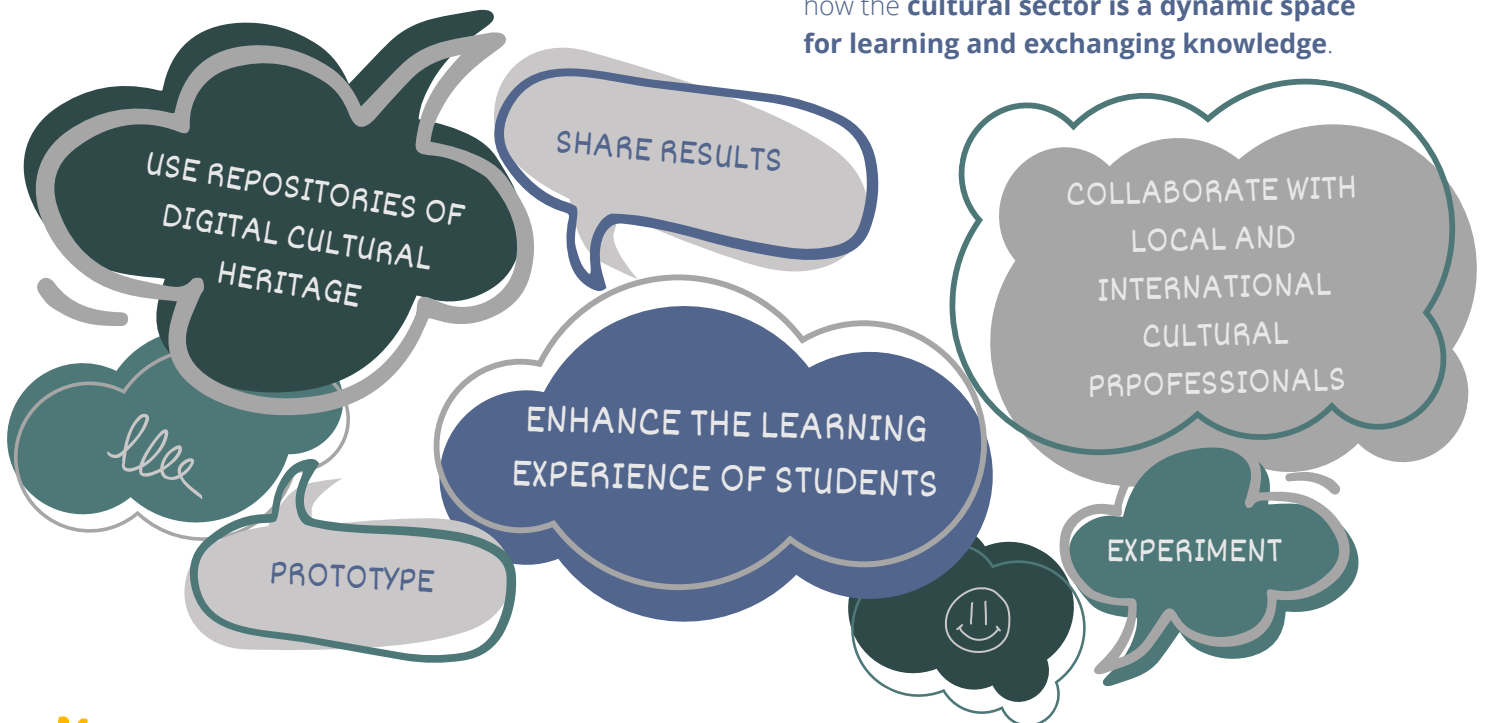 how the cultural sector is a dynamic space
for learning and exchanging knowledge.
USE REPOSITORIES OF
DIGITAL CULTURAL
HERITAGE
SHARE RESULTS
COLLABORATE WITH
LOCAL AND
INTERNATIONAL
CULTURAL
PRPOFESSIONALS
ENHANCE THE LEARNING
EXPERIENCE OF STUDENTS
EXPERIMENT
PROTOTYPE